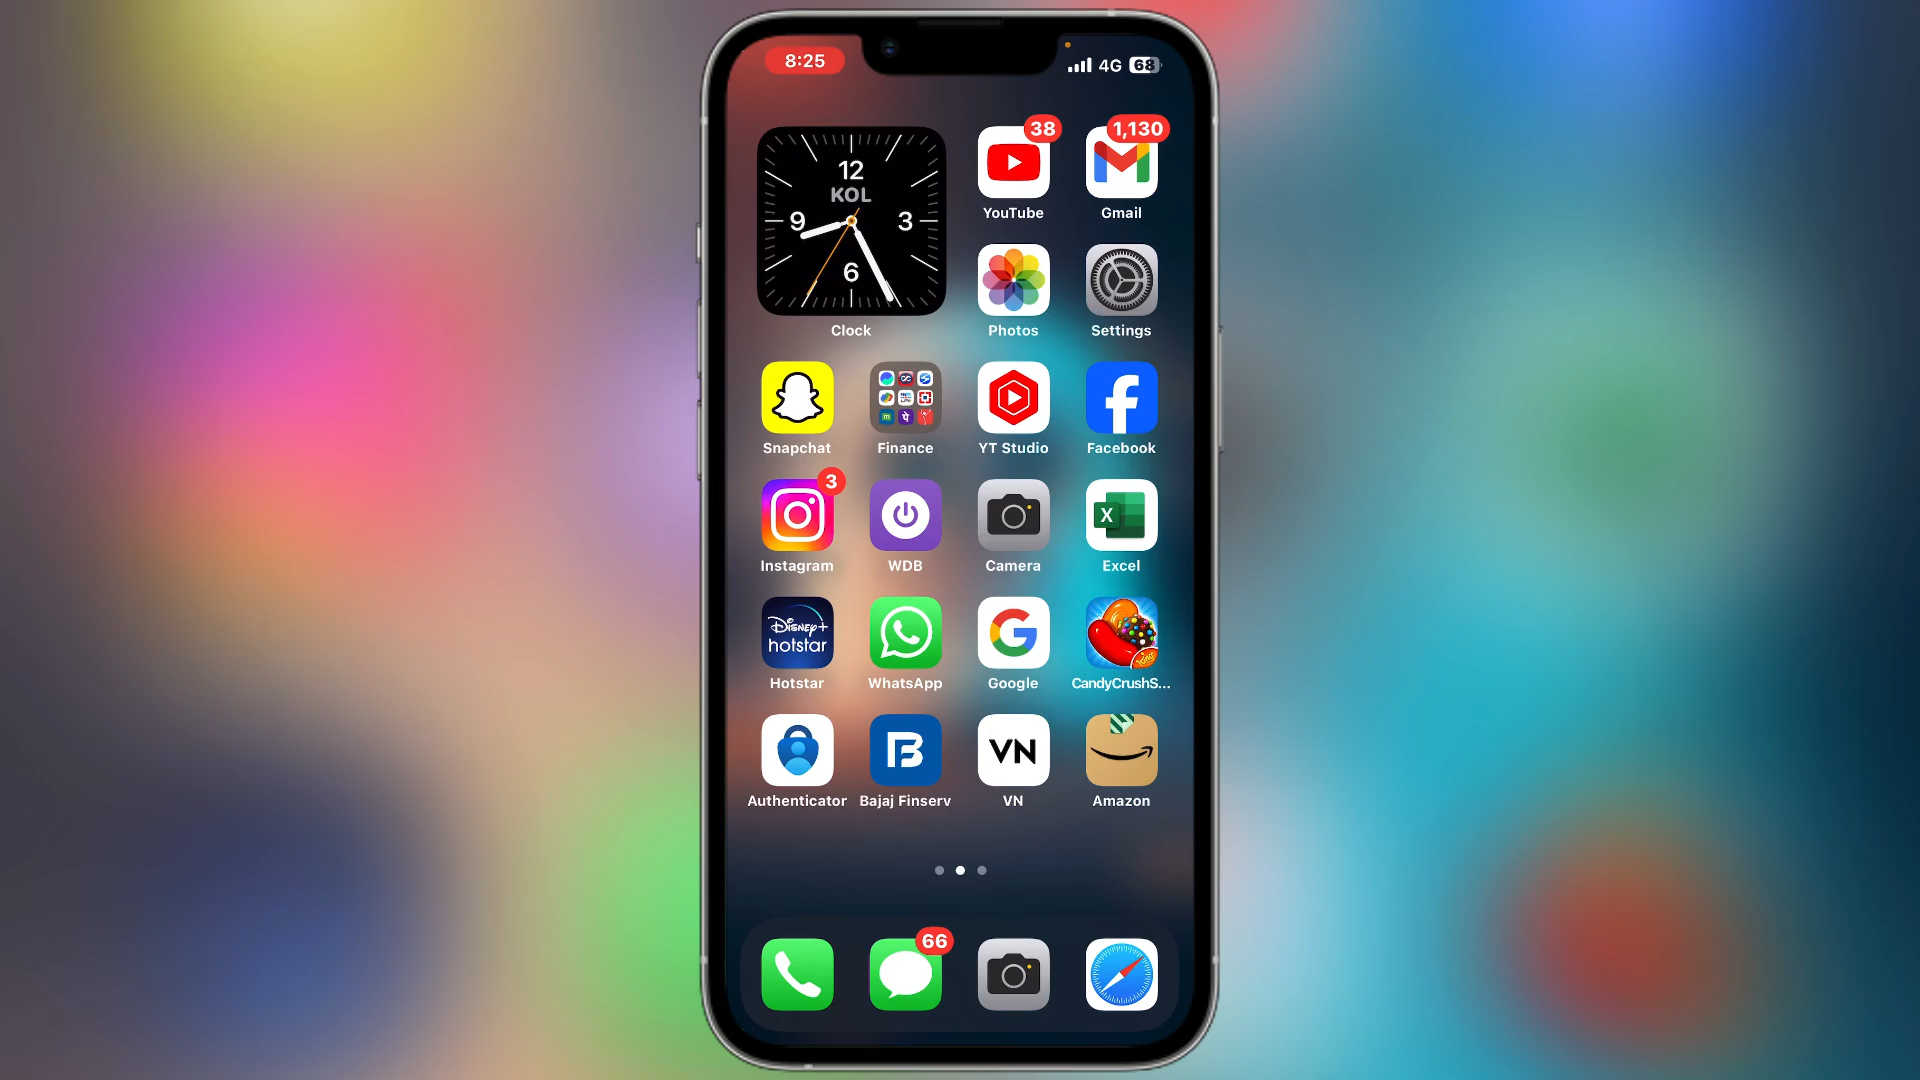 8:25
4G 68
12
KOL
9
3
6
Clock
38
YouTube
1,130
Gmail
Photos
Settings
Snapchat
Finance
YT Studio
Facebook
3
Instagram
WDB
Camera
X
Excel
Disney+
hotstar
Hotstar
WhatsApp
Google
King
CandyCrushS...
Authenticator
Bajaj Finserv
VN
VN
Amazon
66